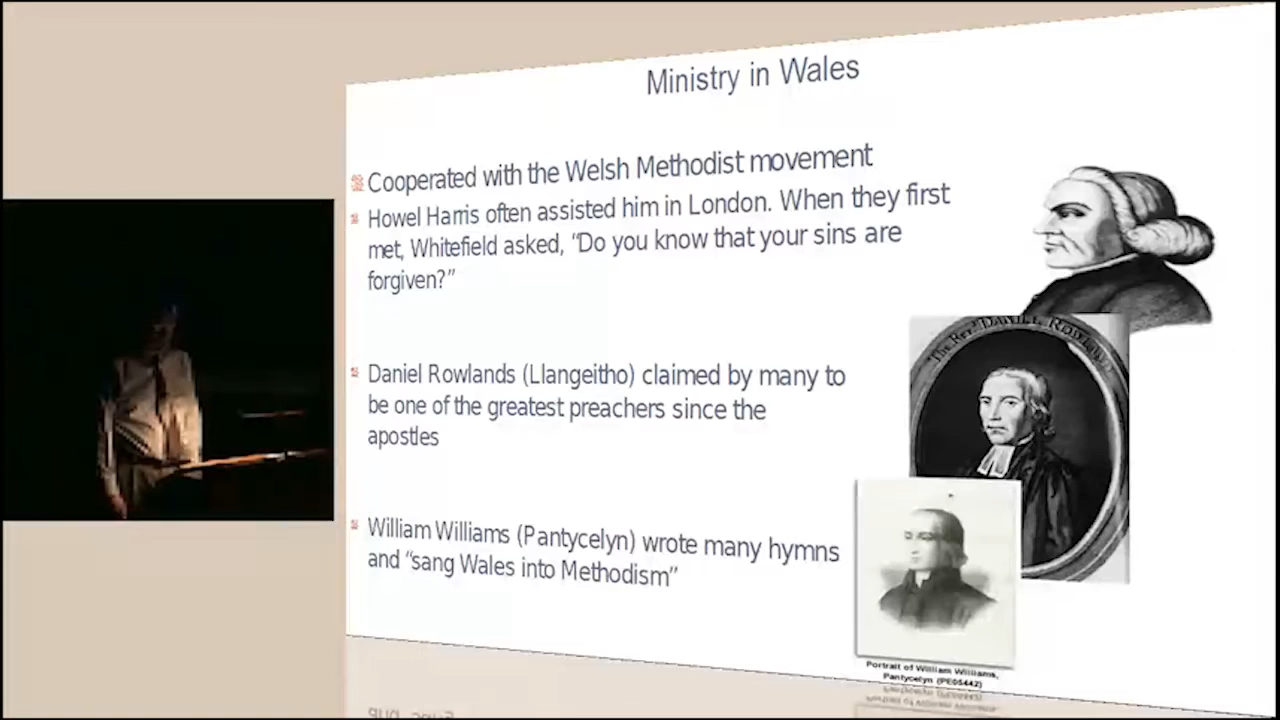 Ministry in Wales
Cooperated with the Welsh Methodist movement
Howel Harris often assisted him in London. When they first
met, Whitefield asked, "Do you know that your sins are
forgiven?"
Daniel Rowlands (Llangeitho) claimed by many to
be one of the greatest preachers since the
apostles
William Williams (Pantycelyn) wrote many hymns
and "sang Wales into Methodism"
The Revd. Daniel
Portrait of William Williams,
Pantycelyn (PE05442)